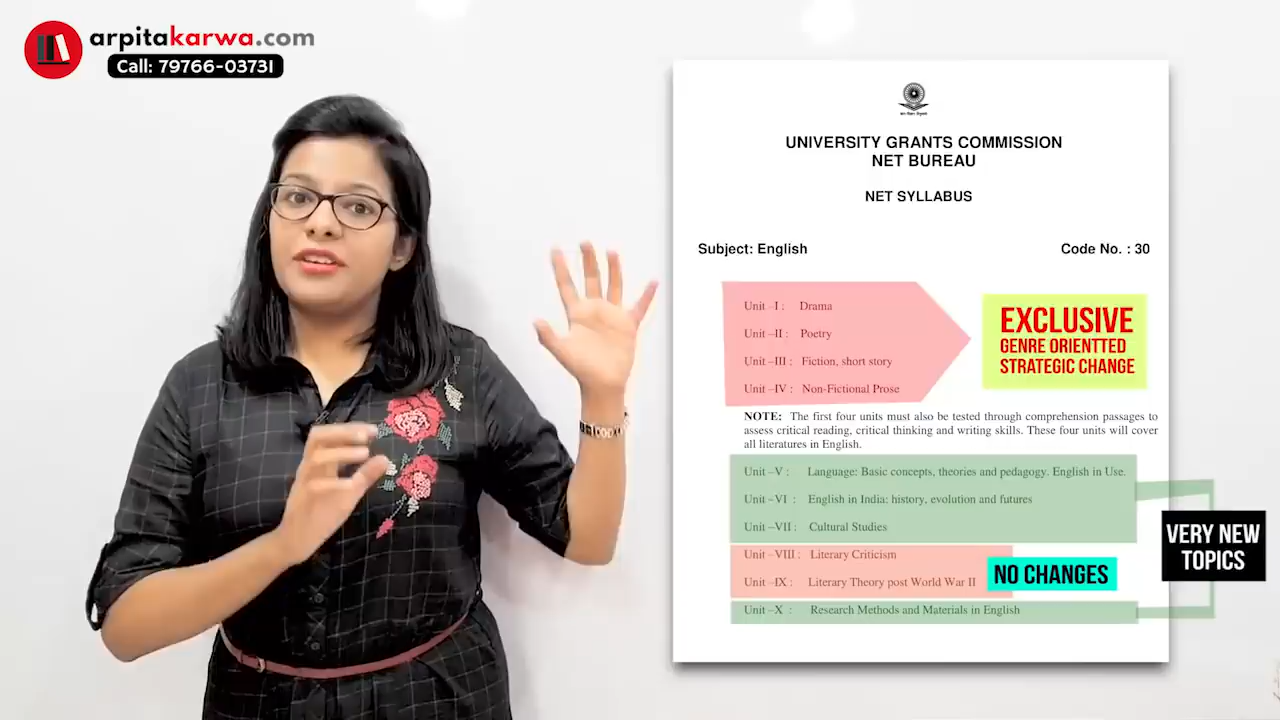 arpitakarwa.com
Call: 79766-03731
UNIVERSITY GRANTS COMMISSION
NET BUREAU
NET SYLLABUS
Subject: English
Code No. : 30
Unit –I : Drama
Unit –II : Poetry
Unit –III : Fiction, short story
Unit –IV : Non-Fictional Prose
EXCLUSIVE
GENRE ORIENTTED
STRATEGIC CHANGE
NOTE: The first four units must also be tested through comprehension passages to
assess critical reading, critical thinking and writing skills. These four units will cover
all literatures in English.
Unit –V : Language: Basic concepts, theories and pedagogy. English in Use.
Unit –VI : English in India: history, evolution and futures
Unit –VII : Cultural Studies
Unit –VIII : Literary Criticism
Unit –IX : Literary Theory post World War II
Unit –X : Research Methods and Materials in English
NO CHANGES
VERY NEW
TOPICS